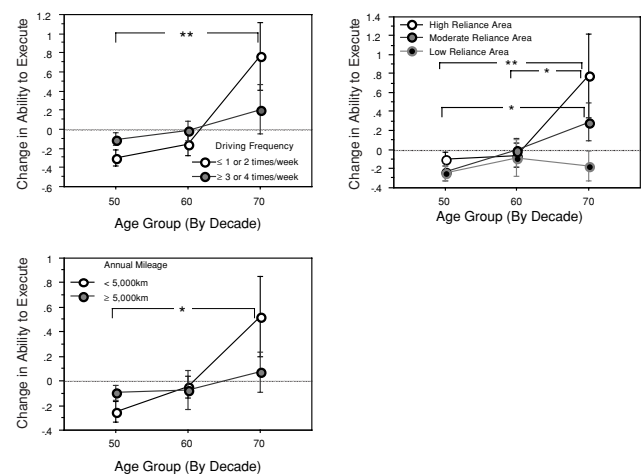 Change in Ability to Execute
1
.8
.6
.4
.2
0
.2
.4
.6
**
Driving Frequency
≤ 1 or 2 times/week
≥ 3 or 4 times/week
50 60 70
Age Group (By Decade)
Change in Ability to Execute
1.4
1.2
1
.8
.6
.4
.2
0
-.2
-.4
High Reliance Area
Moderate Reliance Area
Low Reliance Area
**
*
*
50 60 70
Age Group (By Decade)
Change in Ability to Execute
1
.8
.6
.4
.2
0
-.2
-.4
Annual Mileage
< 5,000km
≥ 5,000km
*
50 60 70
Age Group (By Decade)